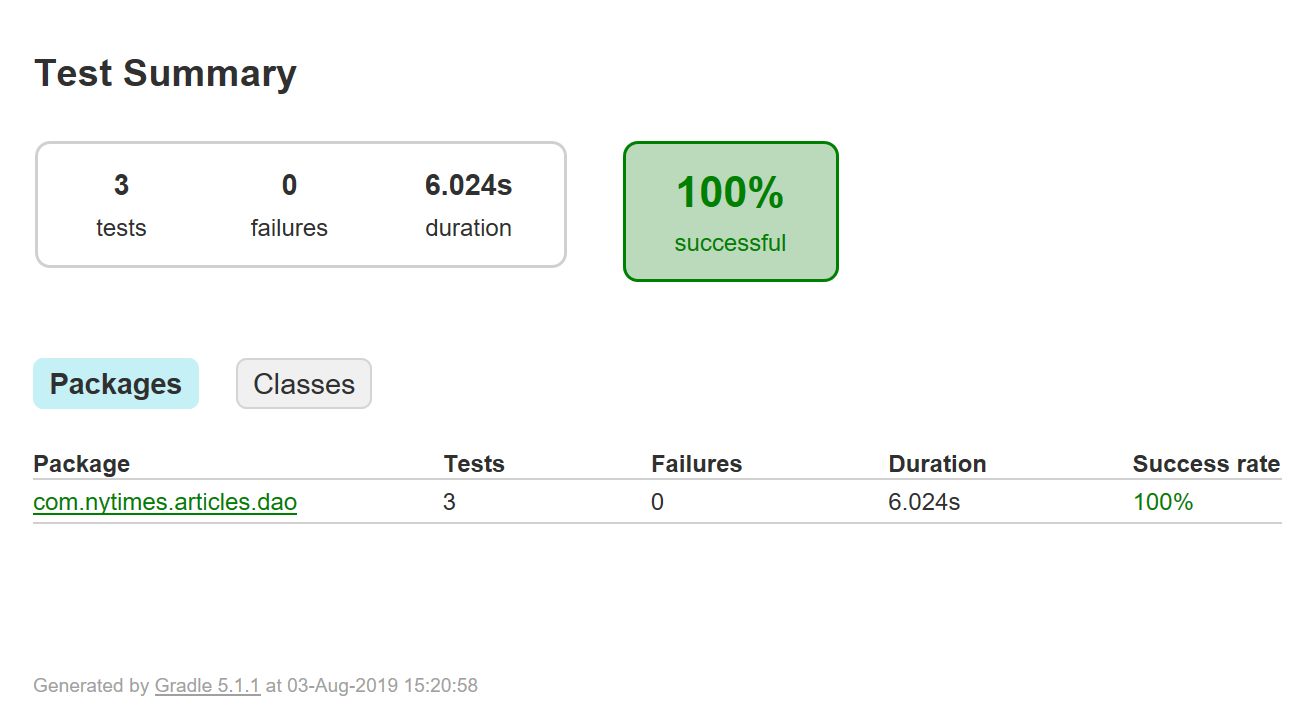 Test Summary
3 0 6.024s
tests failures duration
100%
successful
Packages Classes
Package Tests Failures Duration Success rate
com.nytimes.articles.dao 3 0 6.024s 100%
Generated by Gradle 5.1.1 at 03-Aug-2019 15:20:58